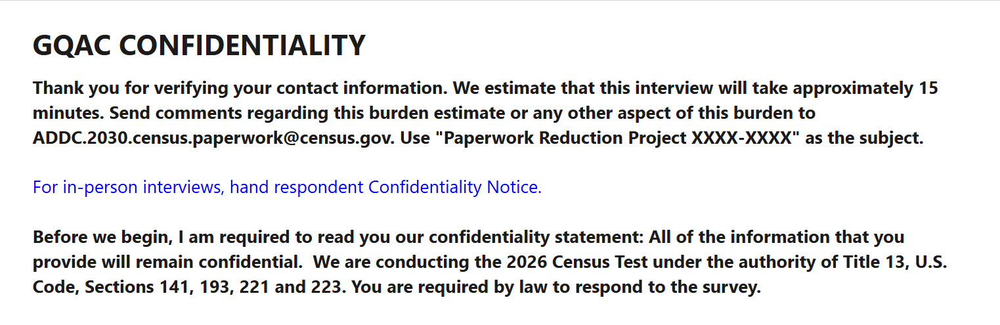 GQAC CONFIDENTIALITY
Thank you for verifying your contact information. We estimate that this interview will take approximately 15
minutes. Send comments regarding this burden estimate or any other aspect of this burden to
ADDC.2030.census.paperwork@census.gov. Use "Paperwork Reduction Project XXXX-XXXX" as the subject.
For in-person interviews, hand respondent Confidentiality Notice.
Before we begin, I am required to read you our confidentiality statement: All of the information that you
provide will remain confidential.  We are conducting the 2026 Census Test under the authority of Title 13, U.S.
Code, Sections 141, 193, 221 and 223. You are required by law to respond to the survey.